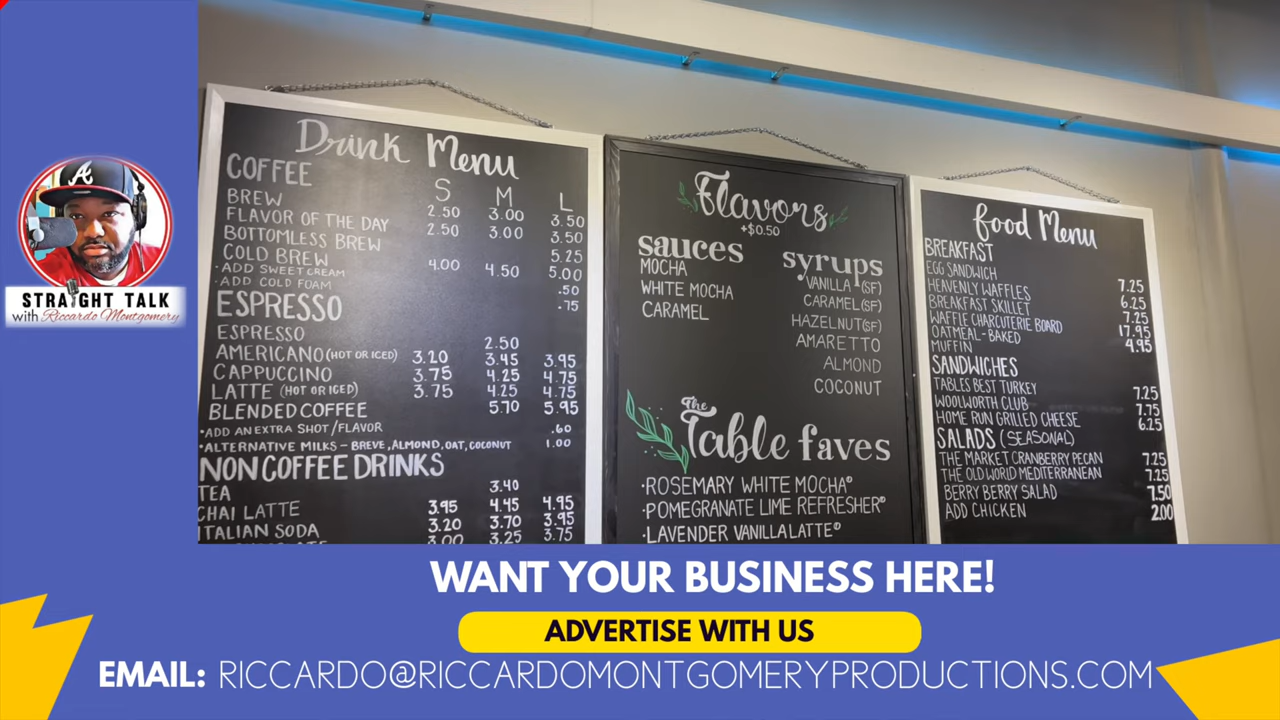 STRAIGHT TALK
with Riccardo Montgomery
Drink Menu
COFFEE
S M L
BREW 2.50 3.00 3.50
FLAVOR OF THE DAY 2.50 3.00 3.50
BOTTOMLESS BREW 5.25
COLD BREW 4.00 4.50 5.00
• ADD SWEET CREAM .50
• ADD COLD FOAM .75
ESPRESSO
ESPRESSO 2.50
AMERICANO (HOT OR ICED) 3.20 3.45 3.95
CAPPUCCINO 3.75 4.25 4.75
LATTE (HOT OR ICED) 3.75 4.25 4.75
BLENDED COFFEE 5.70 5.95
• ADD AN EXTRA SHOT/FLAVOR .60
• ALTERNATIVE MILKS - BREVE, ALMOND, OAT, COCONUT 1.00
NON COFFEE DRINKS
TEA 3.40
CHAI LATTE 3.95 4.45 4.95
ITALIAN SODA 3.20 3.70 3.95
3.00 3.25 3.75
Flavors
+$0.50
sauces
MOCHA
WHITE MOCHA
CARAMEL
syrups
VANILLA (SF)
CARAMEL (SF)
HAZELNUT (SF)
AMARETTO
ALMOND
COCONUT
The Table faves
• ROSEMARY WHITE MOCHA
• POMEGRANATE LIME REFRESHER
• LAVENDER VANILLA LATTE
food Menu
BREAKFAST
EGG SANDWICH 7.25
HEAVENLY WAFFLES 6.25
BREAKFAST SKILLET 7.25
WAFFLE CHARCUTERIE BOARD 17.95
OATMEAL - BAKED 4.95
MUFFIN
SANDWICHES
TABLES BEST TURKEY 7.25
WOOLWORTH CLUB 7.75
HOME RUN GRILLED CHEESE 6.25
SALADS (SEASONAL)
THE MARKET CRANBERRY PECAN 7.25
THE OLD WORLD MEDITERRANEAN 7.25
BERRY BERRY SALAD 7.50
ADD CHICKEN 2.00
WANT YOUR BUSINESS HERE!
ADVERTISE WITH US
EMAIL: RICCARDO@RICCARDOMONTGOMERYPRODUCTIONS.COM